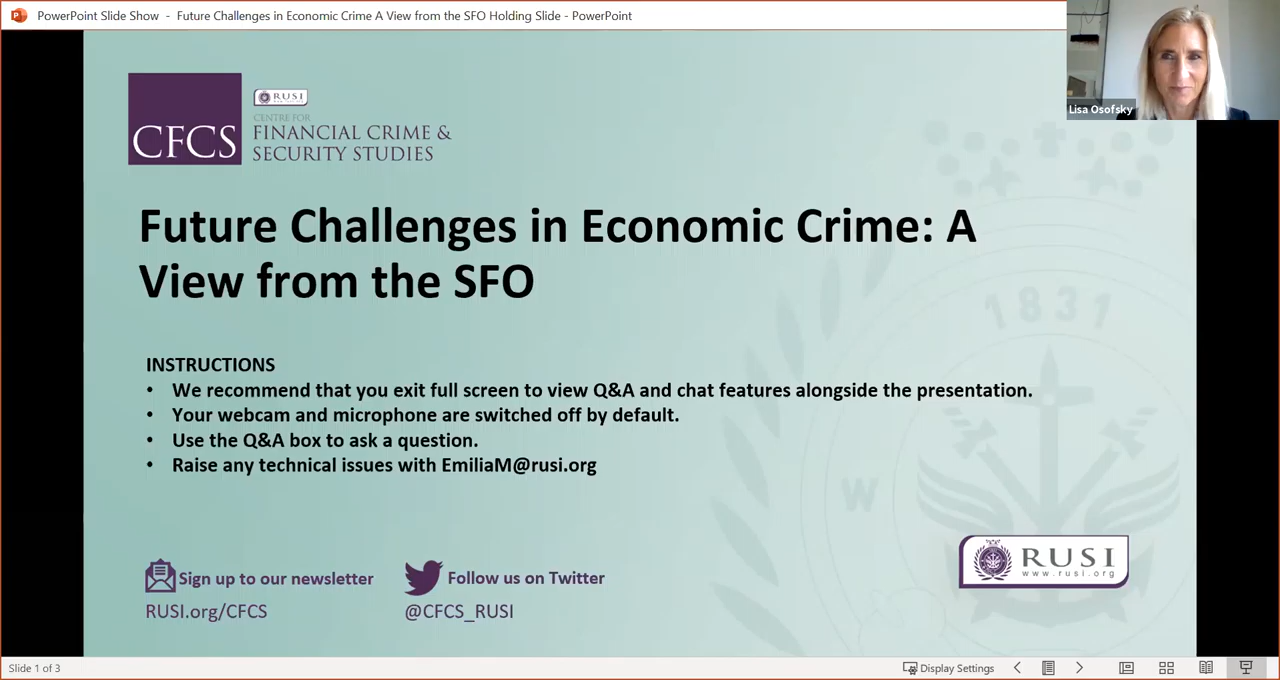 PowerPoint Slide Show - Future Challenges in Economic Crime A View from the SFO Holding Slide - PowerPoint
Lisa Osofsky
CFCS
RUSI
CENTRE FOR
FINANCIAL CRIME &
SECURITY STUDIES
Future Challenges in Economic Crime: A
View from the SFO
1831
INSTRUCTIONS
• We recommend that you exit full screen to view Q&A and chat features alongside the presentation.
• Your webcam and microphone are switched off by default.
• Use the Q&A box to ask a question.
• Raise any technical issues with EmiliaM@rusi.org
W
RUSI
www.rusi.org
Sign up to our newsletter
RUSI.org/CFCS
Follow us on Twitter
@CFCS_RUSI
Slide 1 of 3
Display Settings